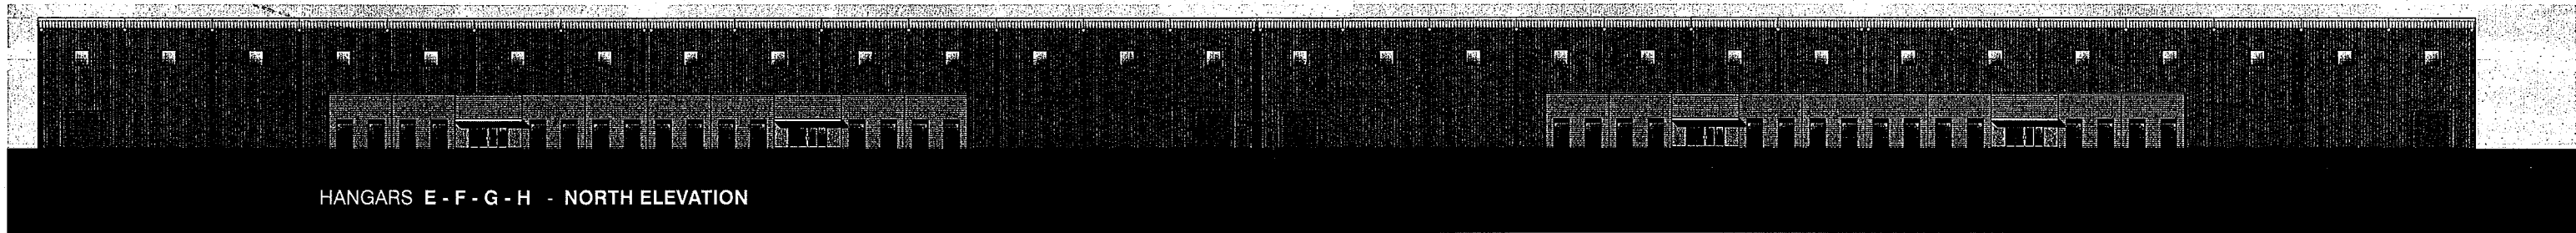 HANGARS E - F - G - H - NORTH ELEVATION